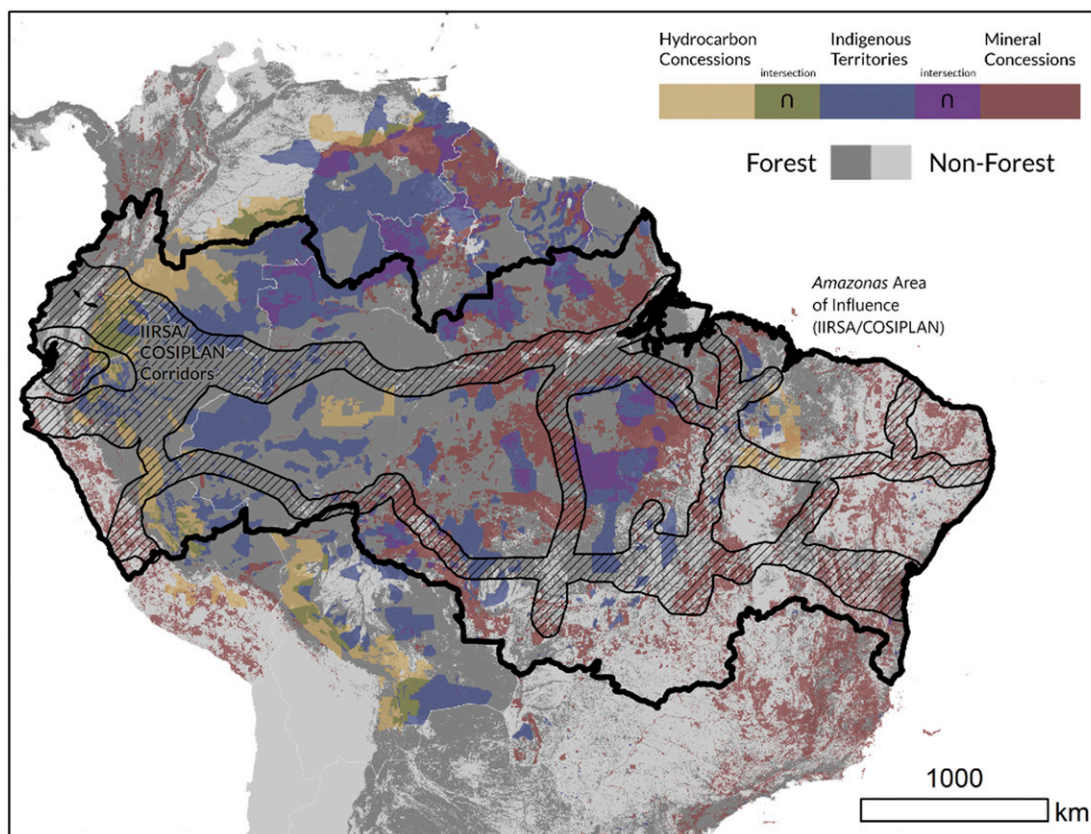 Hydrocarbon
Concessions
intersection
∩
Indigenous
Territories
intersection
∩
Mineral
Concessions
Forest
Non-Forest
Amazonas Area
of Influence
(IIRSA/COSIPLAN)
IIRSA/
COSIPLAN
Corridors
1000
km